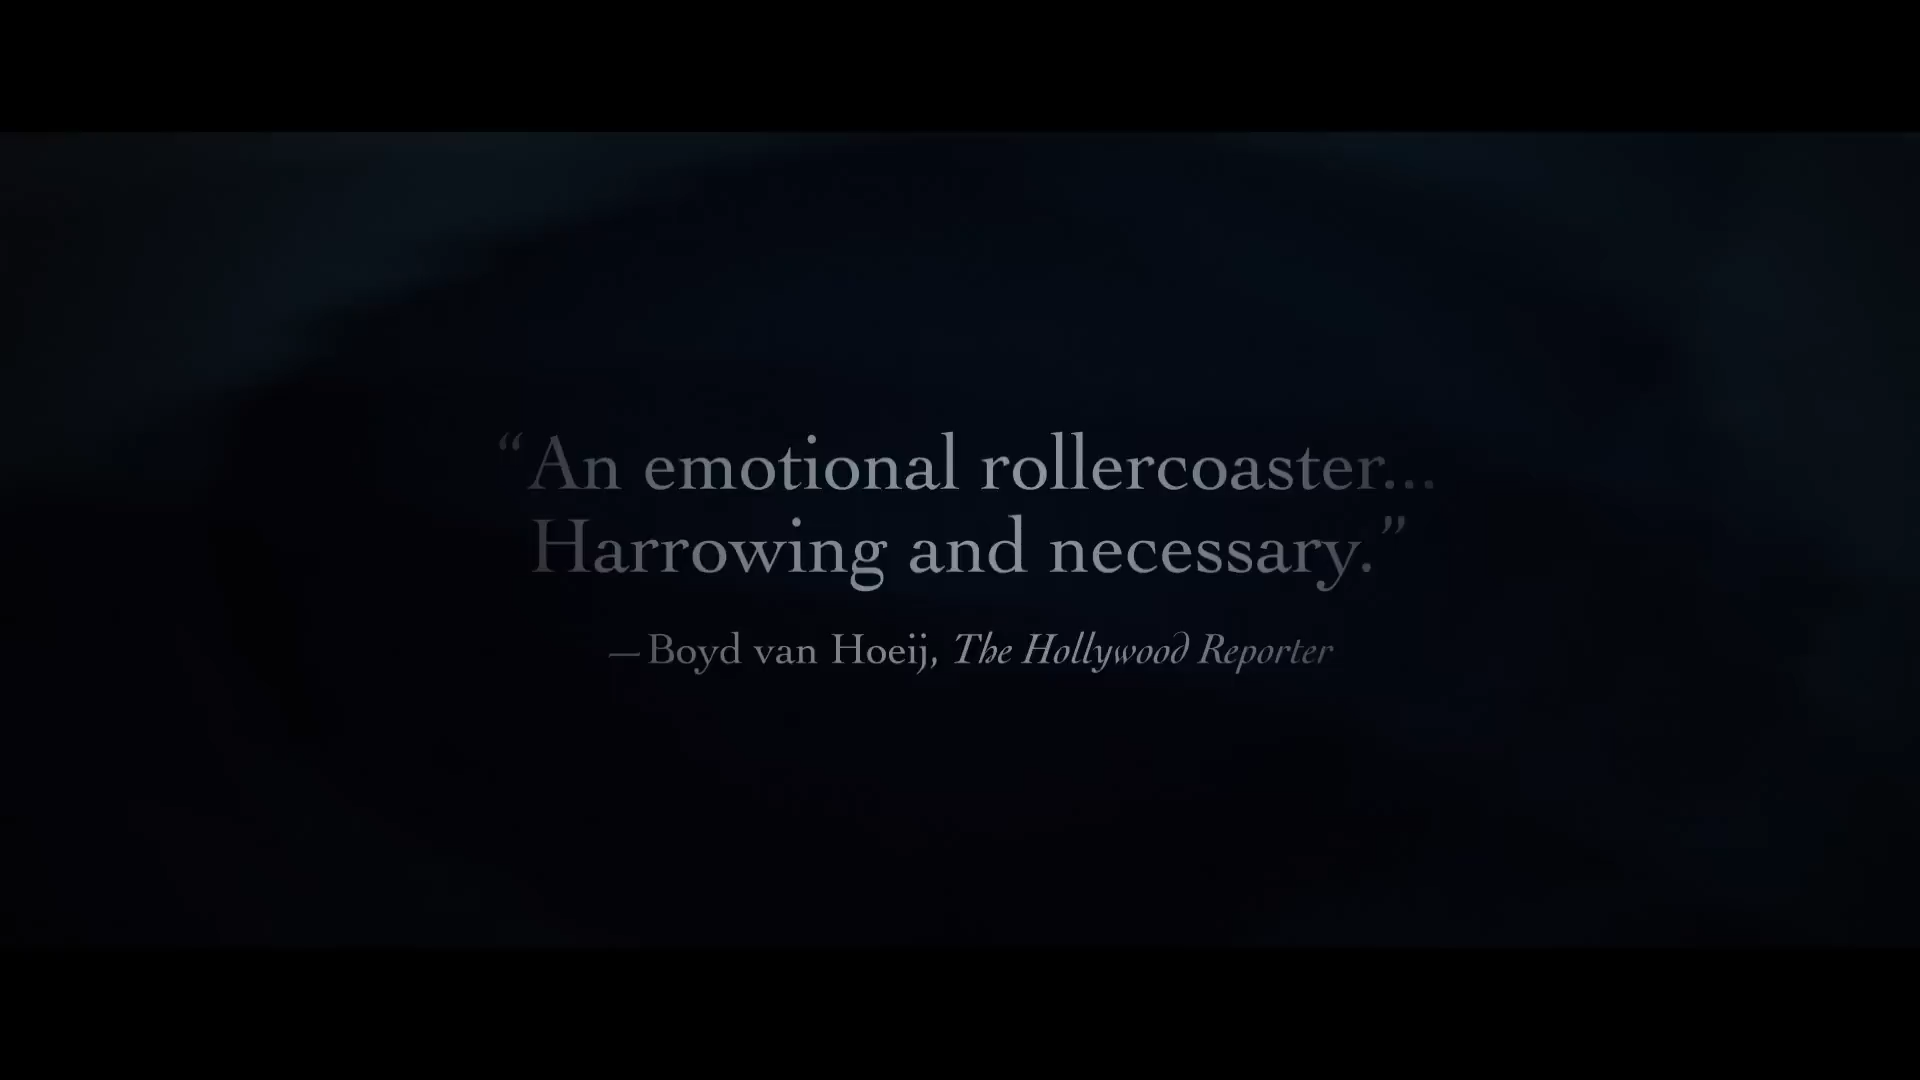 “An emotional rollercoaster...
Harrowing and necessary.”
—Boyd van Hoeij, The Hollywood Reporter